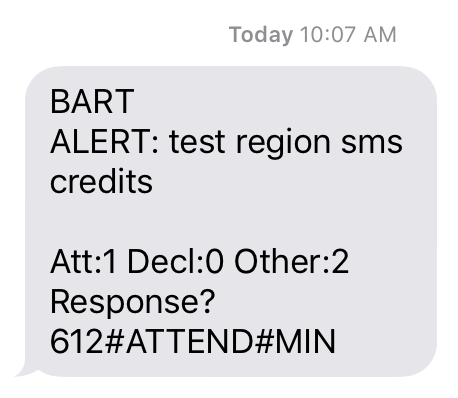 Today 10:07 AM
BART
ALERT: test region sms
credits
Att:1 Decl:0 Other:2
Response?
612#ATTEND#MIN